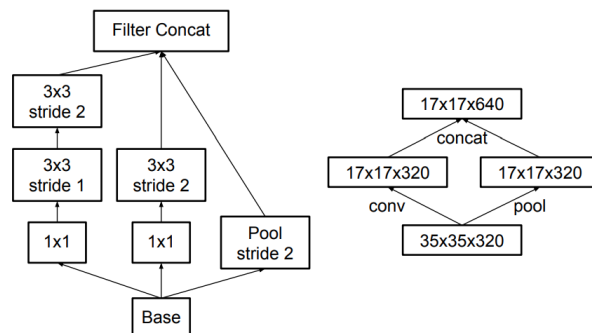 Filter Concat
3x3
stride 2
3x3
stride 1
3x3
stride 2
1x1
1x1
Pool
stride 2
Base
17x17x640
concat
17x17x320
17x17x320
conv
pool
35x35x320